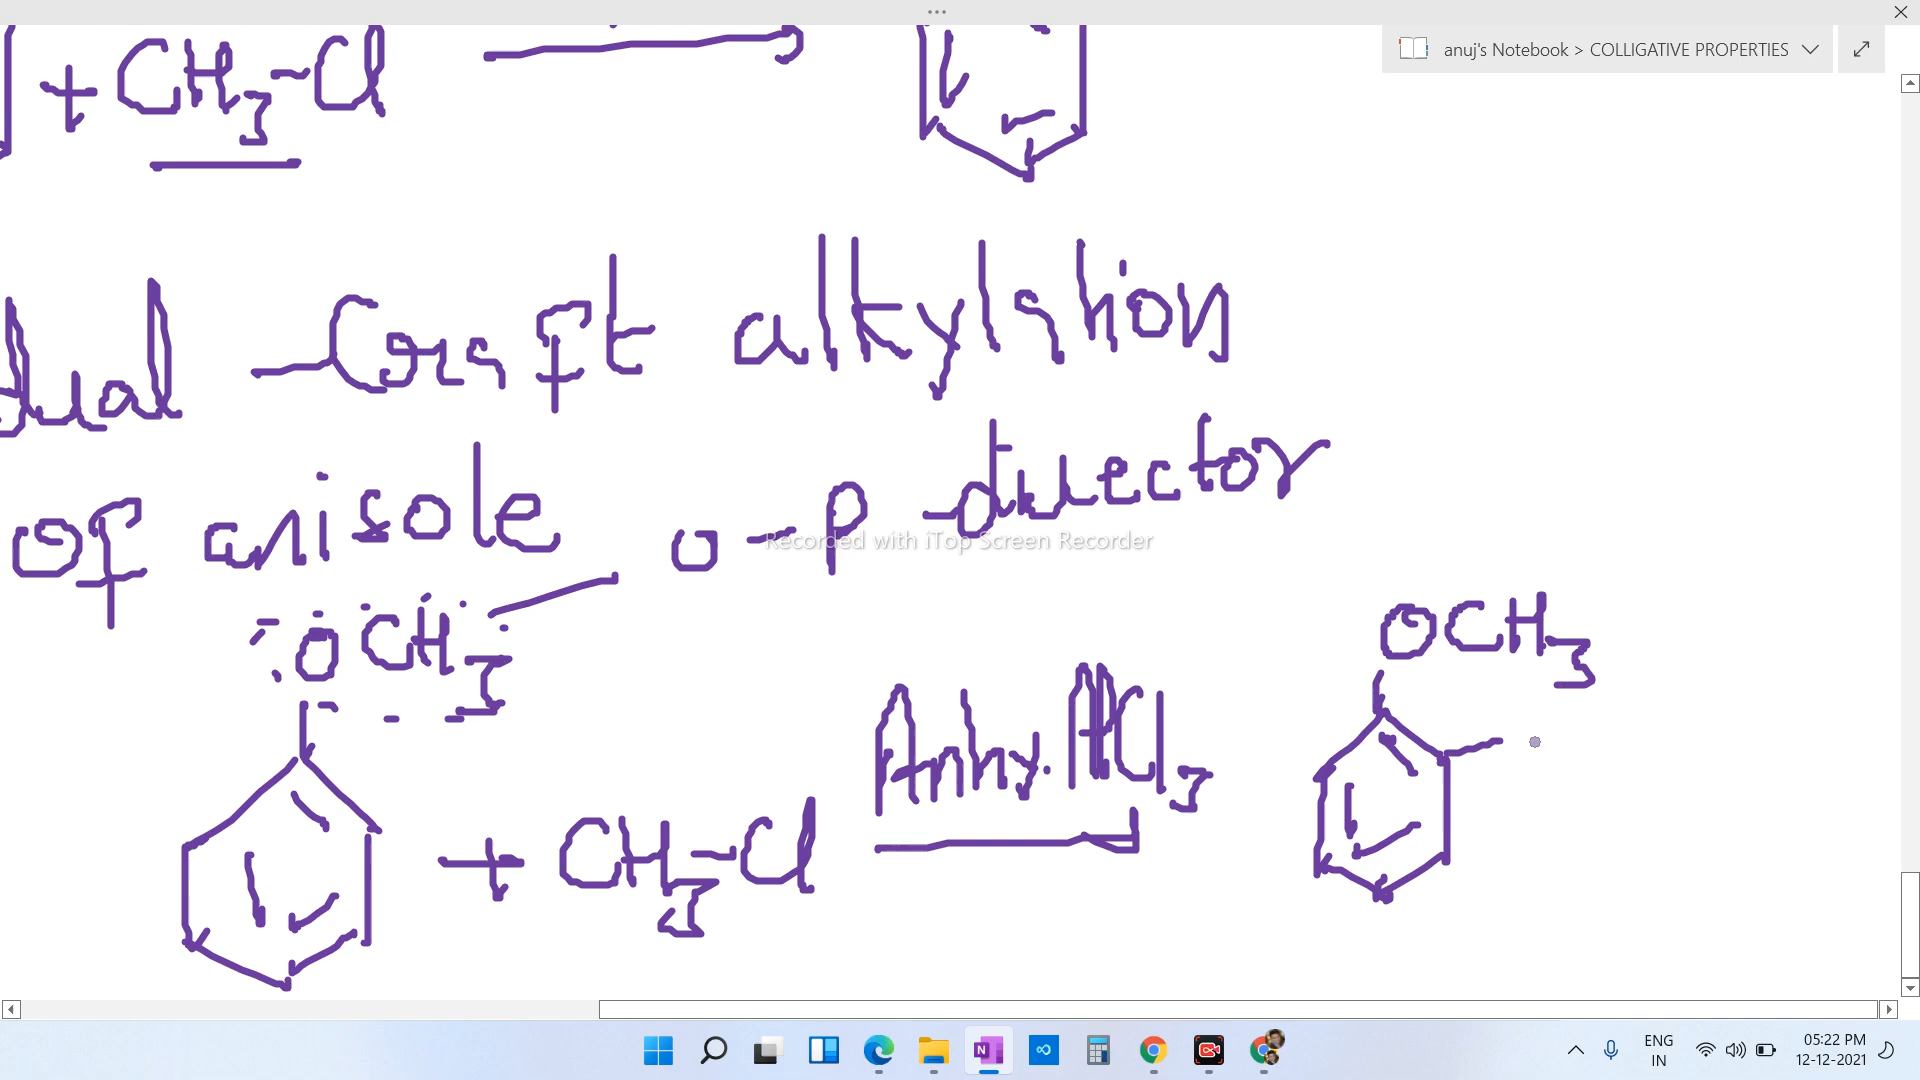 anuj's Notebook > COLLIGATIVE PROPERTIES
+ CH3-Cl
-Craft alkylation
of anisole o-p-director
OCH3
OCH3
Anhy. AlCl3
+ CH3-Cl
Recorded with iTop Screen Recorder
ENG
IN
05:22 PM
12-12-2021